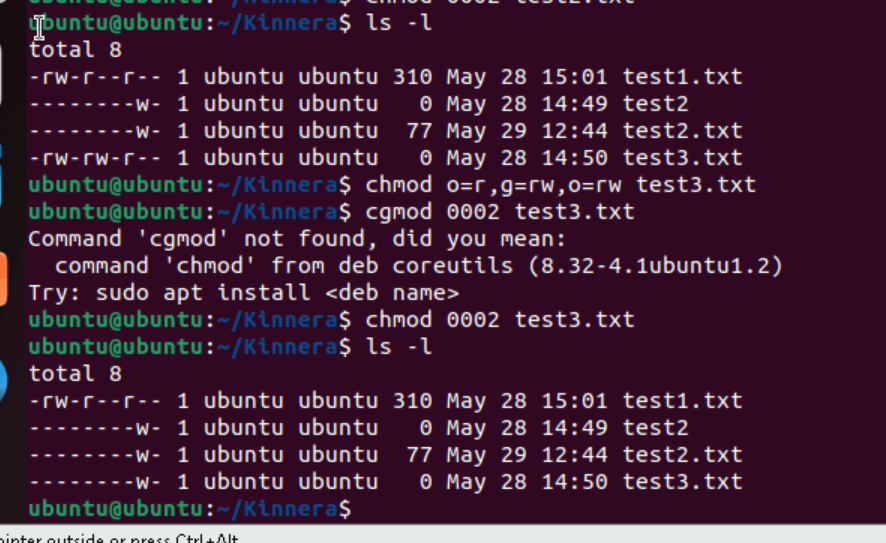 chmod 0002 test2.txt
ubuntu@ubuntu:~/Kinnera$ ls -l
total 8
-rw-r--r-- 1 ubuntu ubuntu 310 May 28 15:01 test1.txt
--------w- 1 ubuntu ubuntu   0 May 28 14:49 test2
--------w- 1 ubuntu ubuntu  77 May 29 12:44 test2.txt
-rw-rw-r-- 1 ubuntu ubuntu   0 May 28 14:50 test3.txt
ubuntu@ubuntu:~/Kinnera$ chmod o=r,g=rw,o=rw test3.txt
ubuntu@ubuntu:~/Kinnera$ cgmod 0002 test3.txt
Command 'cgmod' not found, did you mean:
  command 'chmod' from deb coreutils (8.32-4.1ubuntu1.2)
Try: sudo apt install <deb name>
ubuntu@ubuntu:~/Kinnera$ chmod 0002 test3.txt
ubuntu@ubuntu:~/Kinnera$ ls -l
total 8
-rw-r--r-- 1 ubuntu ubuntu 310 May 28 15:01 test1.txt
--------w- 1 ubuntu ubuntu   0 May 28 14:49 test2
--------w- 1 ubuntu ubuntu  77 May 29 12:44 test2.txt
--------w- 1 ubuntu ubuntu   0 May 28 14:50 test3.txt
ubuntu@ubuntu:~/Kinnera$
outside or press Ctrl+Alt